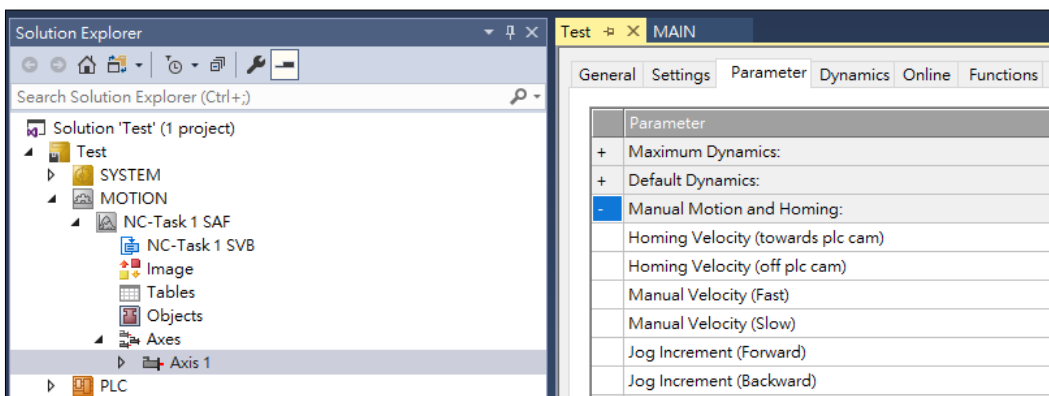 Solution Explorer
Search Solution Explorer (Ctrl+;)
Solution 'Test' (1 project)
Test
SYSTEM
MOTION
NC-Task 1 SAF
NC-Task 1 SVB
Image
Tables
Objects
Axes
Axis 1
PLC
Test MAIN
General Settings Parameter Dynamics Online Functions
Parameter
+ Maximum Dynamics:
+ Default Dynamics:
- Manual Motion and Homing:
Homing Velocity (towards plc cam)
Homing Velocity (off plc cam)
Manual Velocity (Fast)
Manual Velocity (Slow)
Jog Increment (Forward)
Jog Increment (Backward)